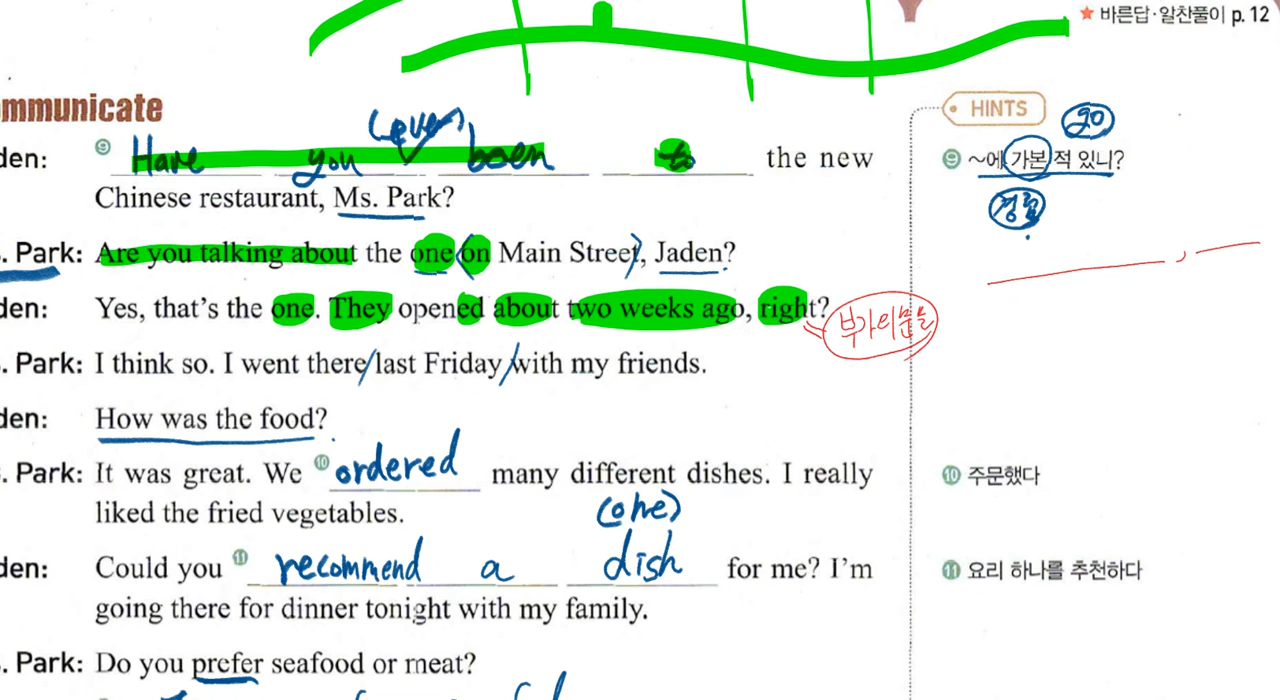 ★ 바른답·알찬풀이 p. 12
mmunicate
HINTS
(ever)
go
den: ⑨ Have you been to the new
⑨ ~에 가본 적 있니?
Chinese restaurant, Ms. Park?
경험
. Park: Are you talking about the one (on Main Street), Jaden?
den: Yes, that's the one. They opened about two weeks ago, right?
부가의문문
. Park: I think so. I went there/last Friday/with my friends.
den: How was the food?
. Park: It was great. We ⑩ ordered many different dishes. I really
⑩ 주문했다
liked the fried vegetables.
(one)
den: Could you ⑪ recommend a dish for me? I'm
⑪ 요리 하나를 추천하다
going there for dinner tonight with my family.
. Park: Do you prefer seafood or meat?